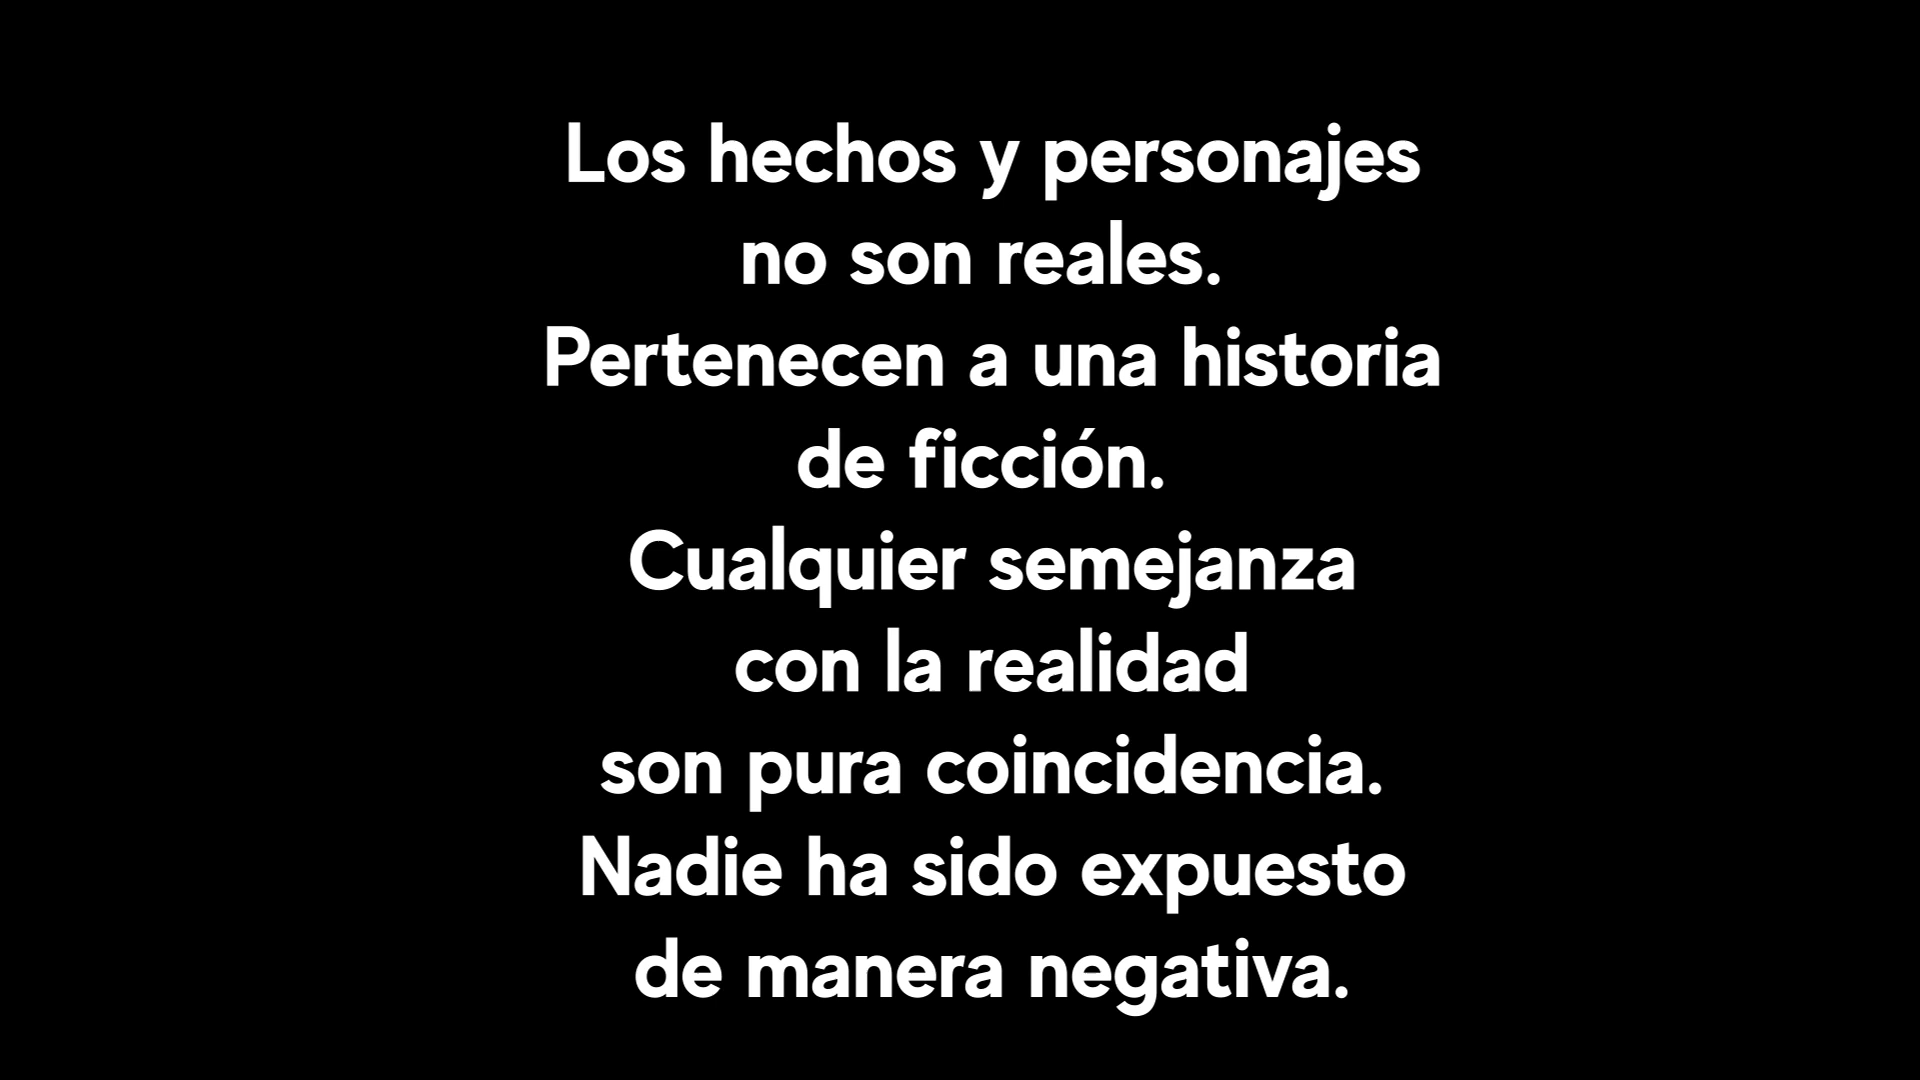 Los hechos y personajes
no son reales.
Pertenecen a una historia
de ficción.
Cualquier semejanza
con la realidad
son pura coincidencia.
Nadie ha sido expuesto
de manera negativa.